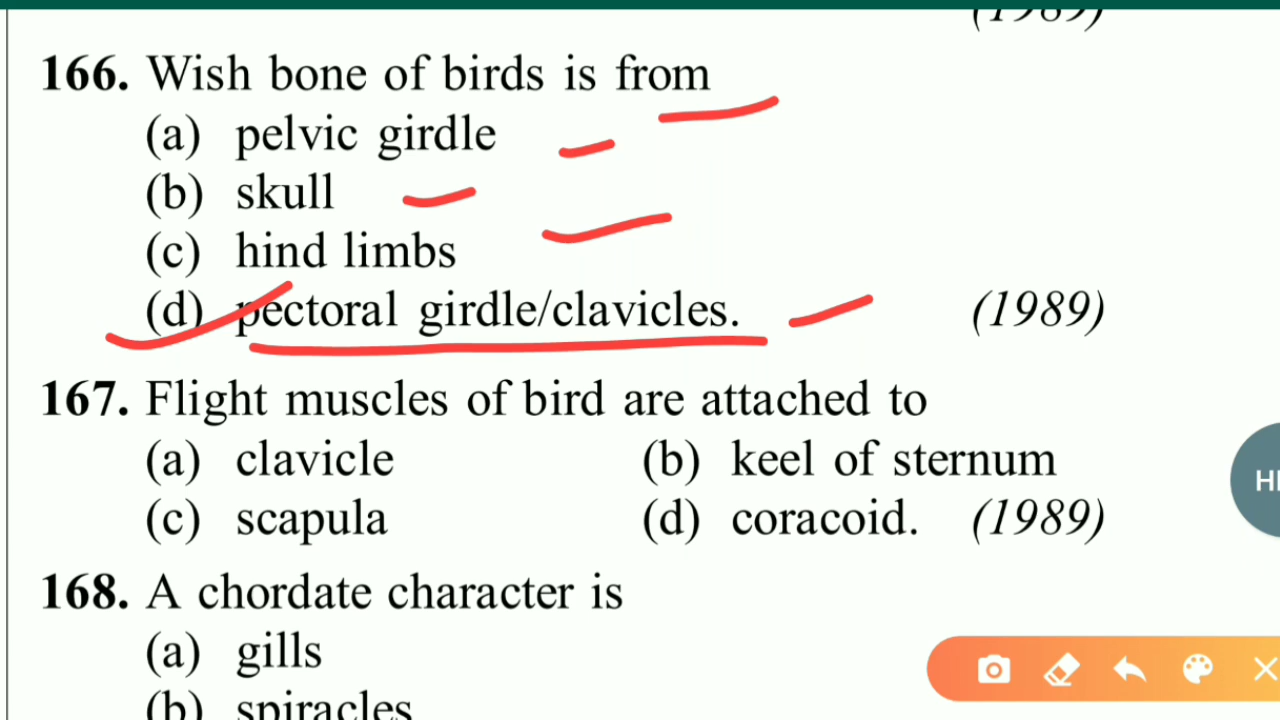 166. Wish bone of birds is from
(a) pelvic girdle
(b) skull
(c) hind limbs
(d) pectoral girdle/clavicles. (1989)
167. Flight muscles of bird are attached to
(a) clavicle (b) keel of sternum
(c) scapula (d) coracoid. (1989)
168. A chordate character is
(a) gills
(b) spiracles